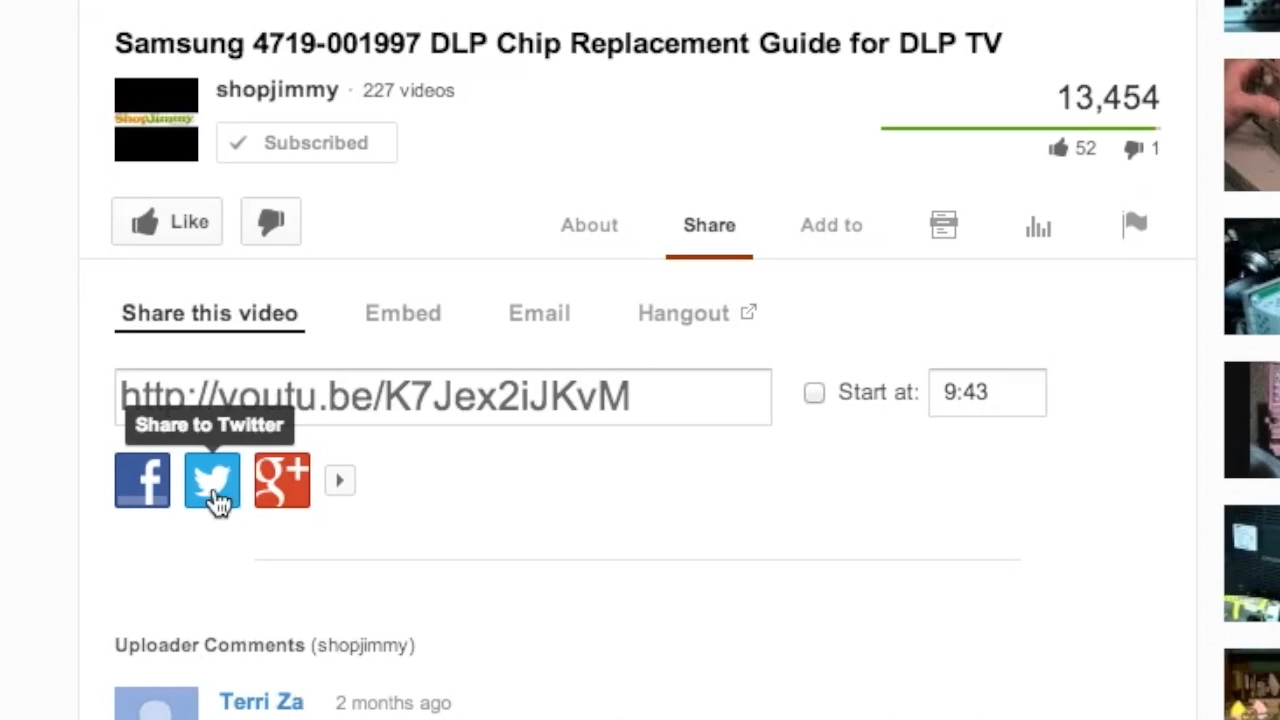 Samsung 4719-001997 DLP Chip Replacement Guide for DLP TV
shopjimmy · 227 videos
ShopJimmy
Subscribed
13,454
52 1
Like
About Share Add to
Share this video Embed Email Hangout
http://youtu.be/K7Jex2iJKvM
Start at: 9:43
Share to Twitter
f g+
Uploader Comments (shopjimmy)
Terri Za 2 months ago